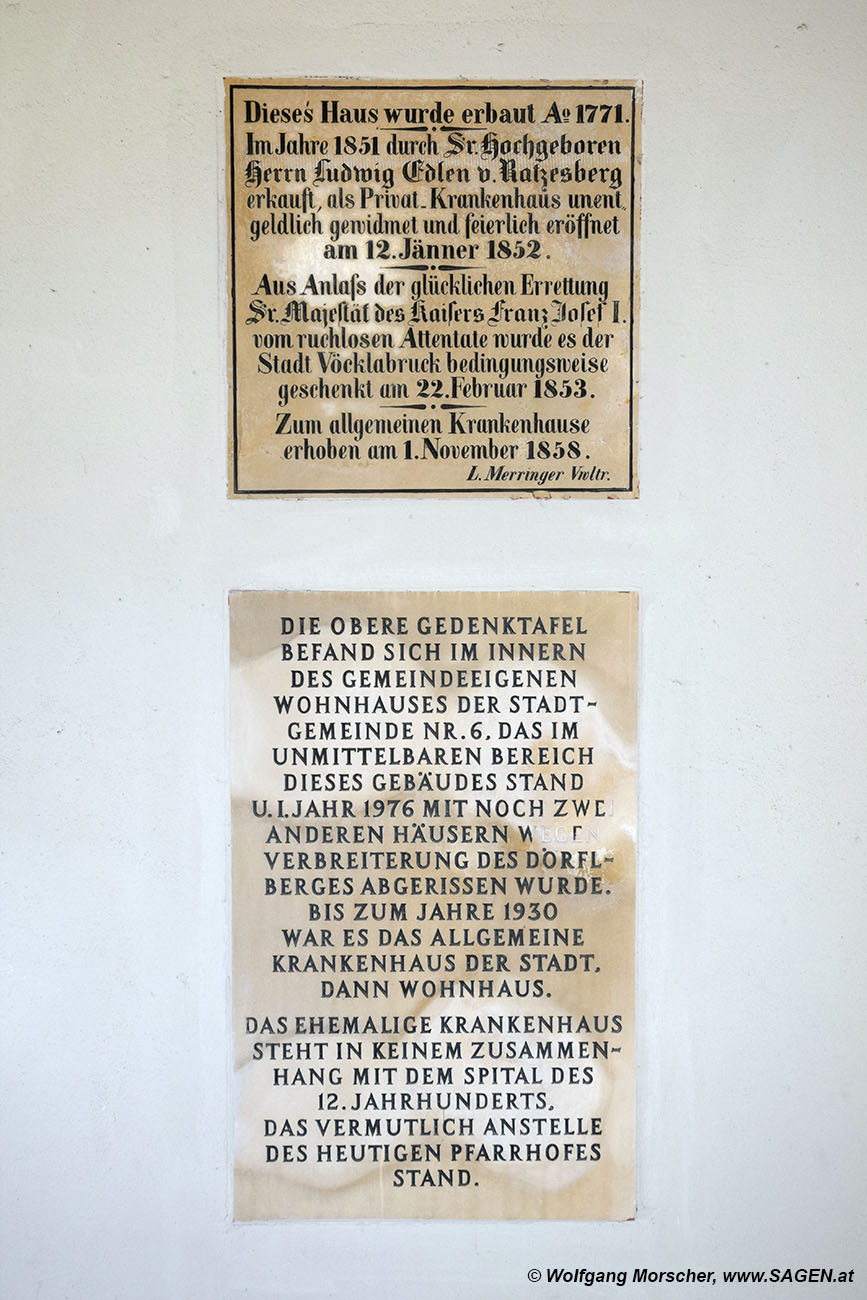 Dieses Haus wurde erbaut Aº 1771.
Im Jahre 1851 durch Sr. Hochgeboren
Herrn Ludwig Edlen v. Ratzesberg
erkauft, als Privat-Krankenhaus unent,
geldlich gewidmet und feierlich eröffnet
am 12. Jänner 1852.
Aus Anlaſs der glücklichen Errettung
Sr. Majeſtät des Kaiſers Franz Joſef I.
vom ruchlosen Attentate wurde es der
Stadt Vöcklabruck bedingungsweise
geschenkt am 22. Februar 1853.
Zum allgemeinen Krankenhause
erhoben am 1. November 1858.
L. Merringer Vwltr.
DIE OBERE GEDENKTAFEL
BEFAND SICH IM INNERN
DES GEMEINDEEIGENEN
WOHNHAUSES DER STADT-
GEMEINDE NR. 6, DAS IM
UNMITTELBAREN BEREICH
DIESES GEBÄUDES STAND
U. I. JAHR 1976 MIT NOCH ZWEI
ANDEREN HÄUSERN WEGEN
VERBREITERUNG DES DÖRFL-
BERGES ABGERISSEN WURDE.
BIS ZUM JAHRE 1930
WAR ES DAS ALLGEMEINE
KRANKENHAUS DER STADT,
DANN WOHNHAUS.
DAS EHEMALIGE KRANKENHAUS
STEHT IN KEINEM ZUSAMMEN-
HANG MIT DEM SPITAL DES
12. JAHRHUNDERTS,
DAS VERMUTLICH ANSTELLE
DES HEUTIGEN PFARRHOFES
STAND.
© Wolfgang Morscher, www.SAGEN.at